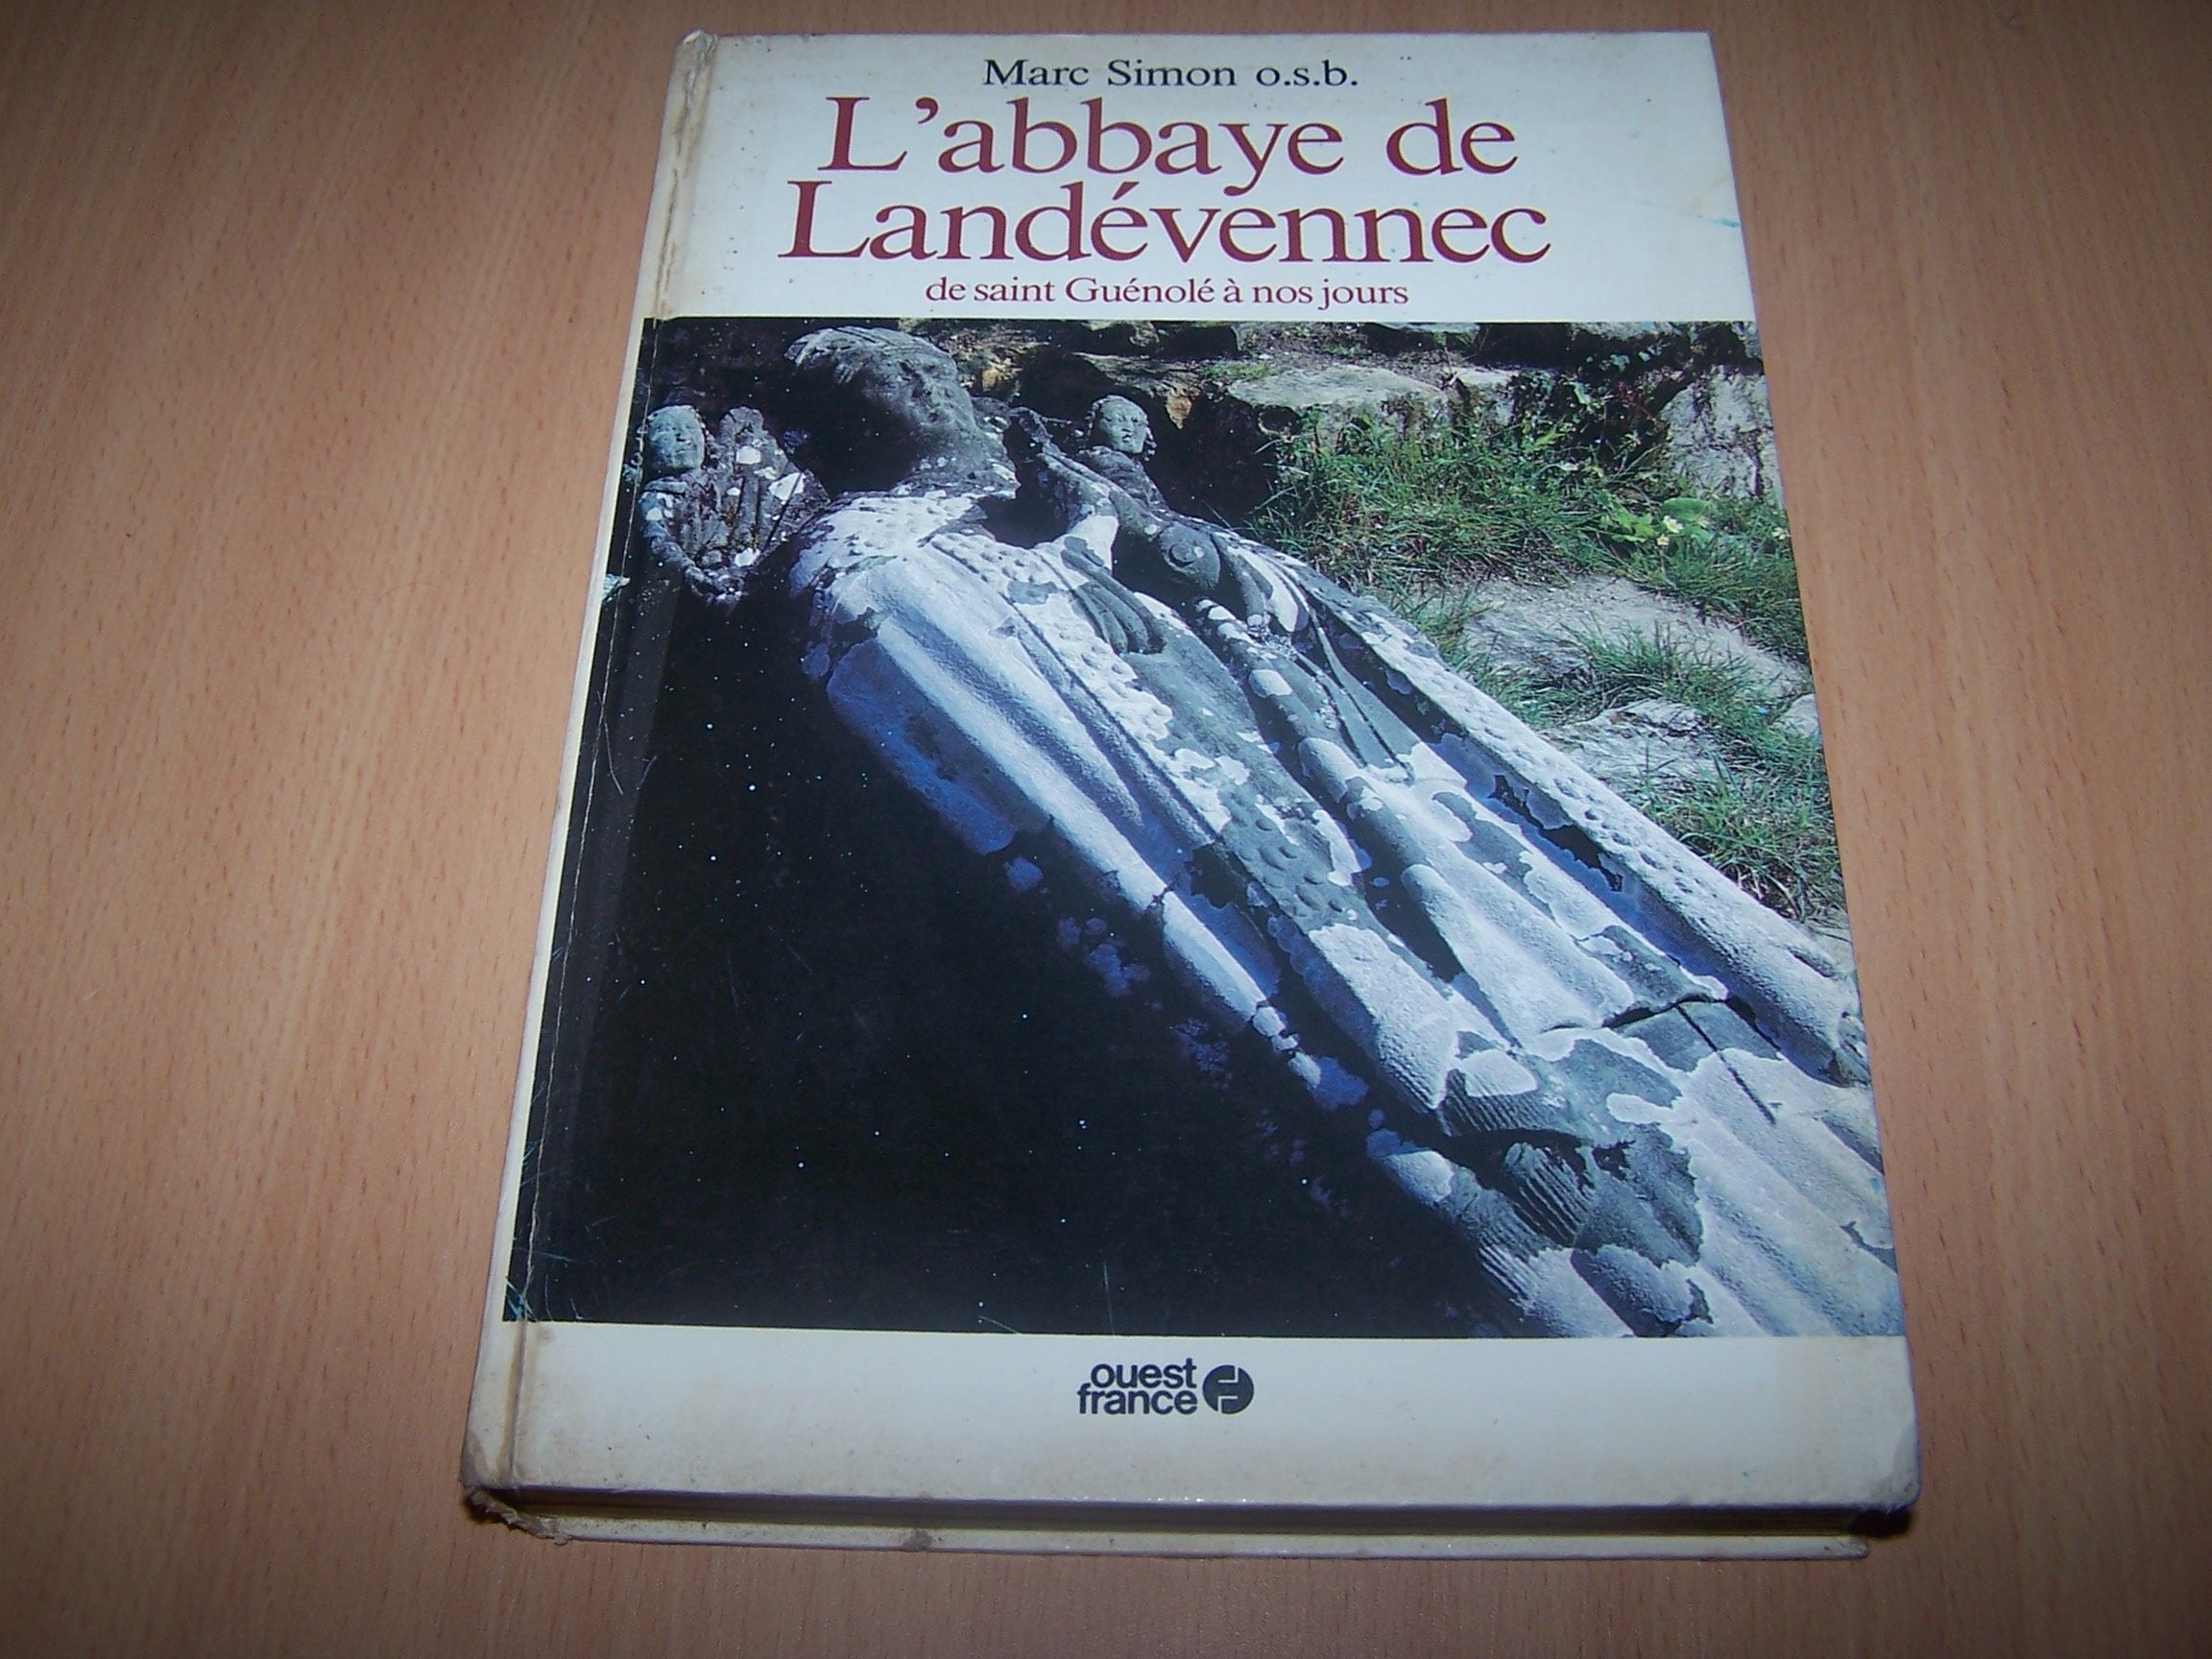 Marc Simon o.s.b.
L'abbaye de
Landévennec
de saint Guénolé à nos jours
ouest
france